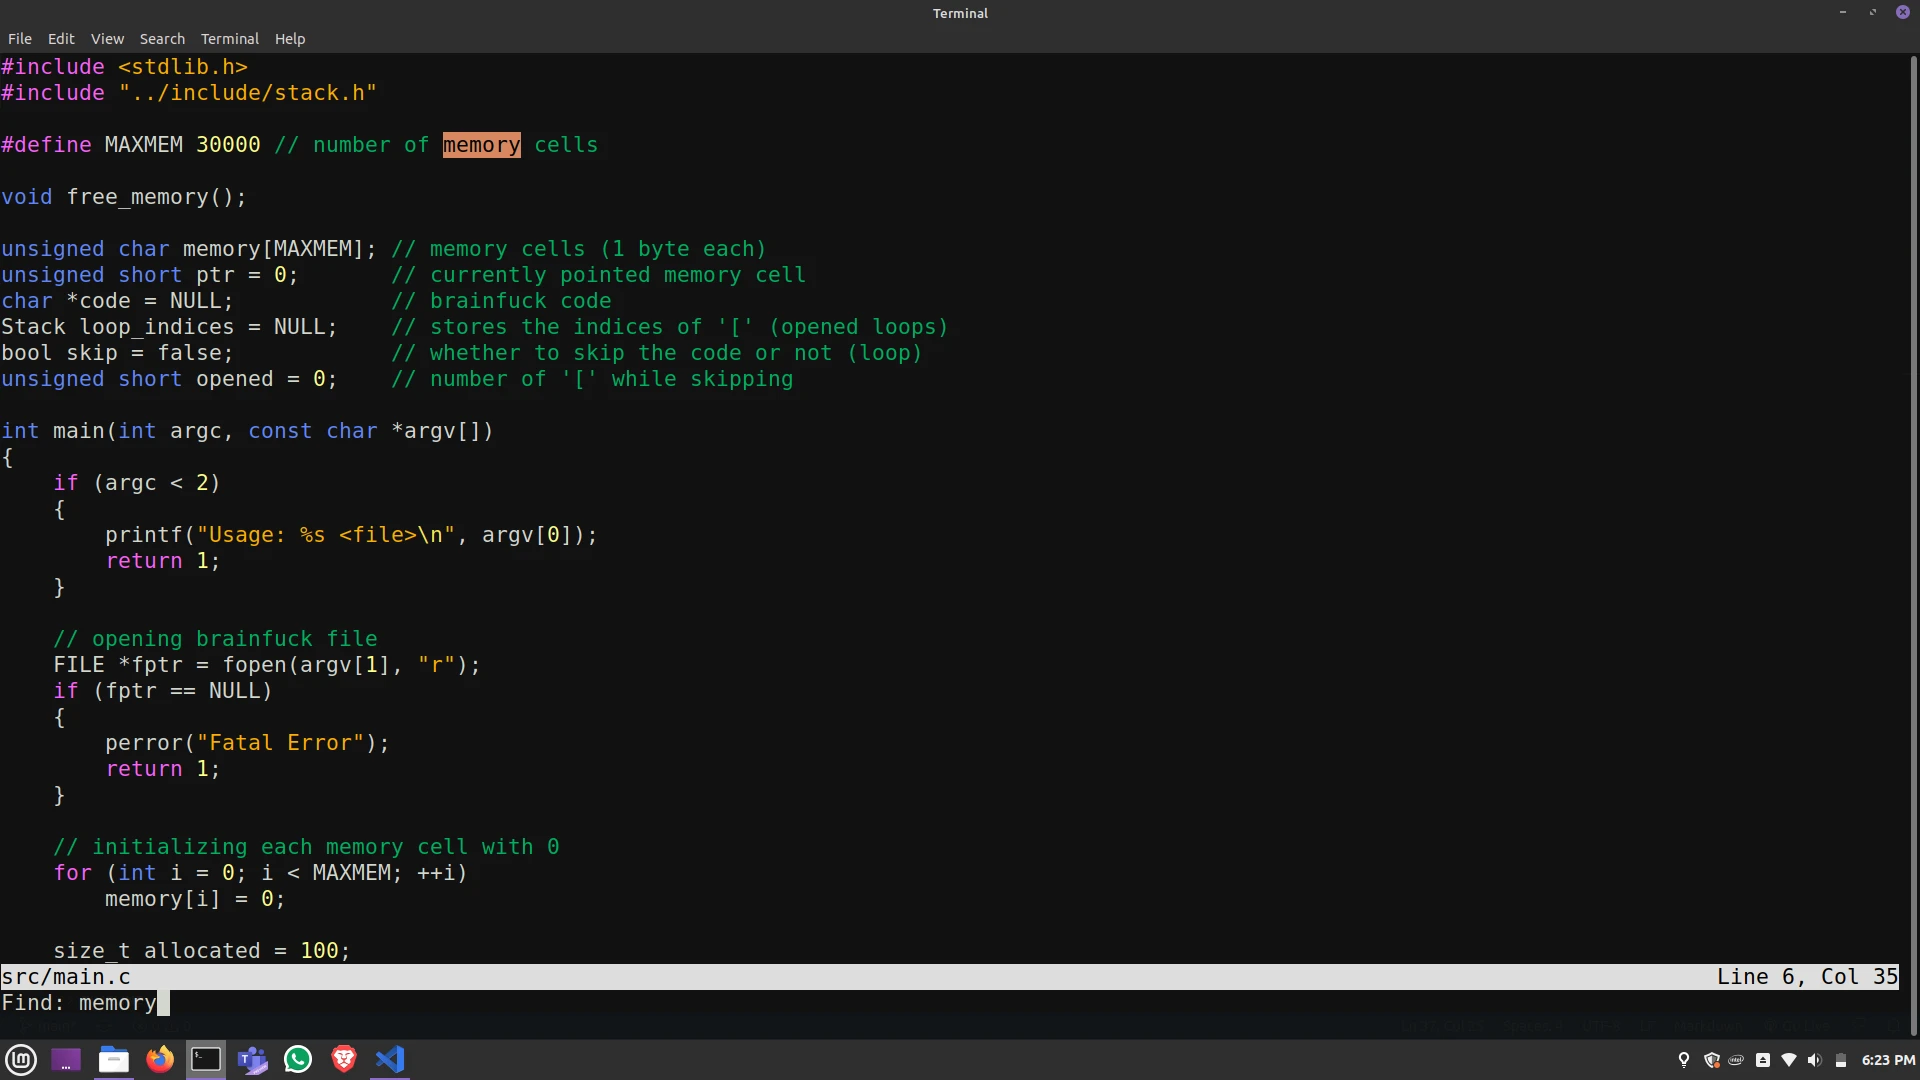 Terminal
File Edit View Search Terminal Help
#include <stdlib.h>
#include "../include/stack.h"
#define MAXMEM 30000 // number of memory cells
void free_memory();
unsigned char memory[MAXMEM]; // memory cells (1 byte each)
unsigned short ptr = 0;       // currently pointed memory cell
char *code = NULL;            // brainfuck code
Stack loop_indices = NULL;    // stores the indices of '[' (opened loops)
bool skip = false;            // whether to skip the code or not (loop)
unsigned short opened = 0;    // number of '[' while skipping
int main(int argc, const char *argv[])
{
    if (argc < 2)
    {
        printf("Usage: %s <file>\n", argv[0]);
        return 1;
    }
    // opening brainfuck file
    FILE *fptr = fopen(argv[1], "r");
    if (fptr == NULL)
    {
        perror("Fatal Error");
        return 1;
    }
    // initializing each memory cell with 0
    for (int i = 0; i < MAXMEM; ++i)
        memory[i] = 0;
    size_t allocated = 100;
src/main.c Line 6, Col 35
Find: memory
6:23 PM